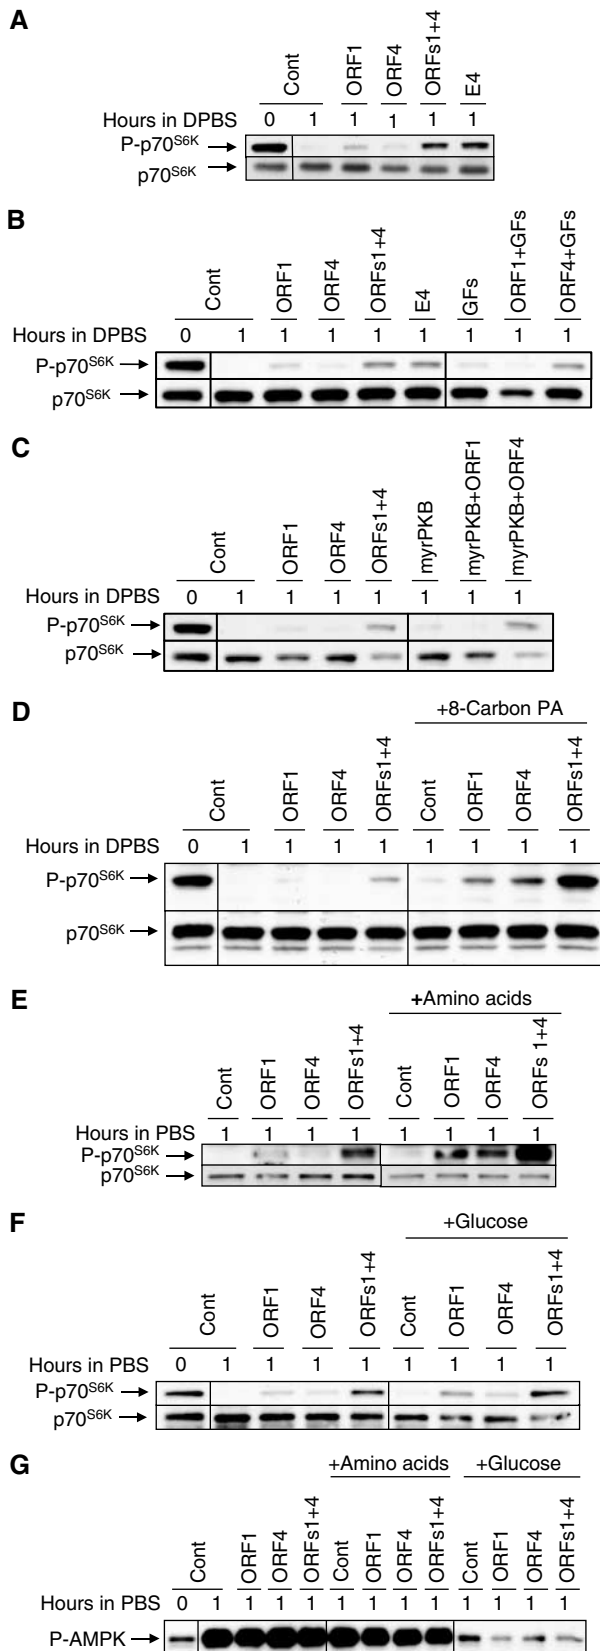 A
Cont ORF1 ORF4 ORFs1+4 E4
Hours in DPBS 0 1 1 1 1 1
P-p70S6K
p70S6K
B
Cont ORF1 ORF4 ORFs1+4 E4 GFs ORF1+GFs ORF4+GFs
Hours in DPBS 0 1 1 1 1 1 1 1 1
P-p70S6K
p70S6K
C
Cont ORF1 ORF4 ORFs1+4 myrPKB myrPKB+ORF1 myrPKB+ORF4
Hours in DPBS 0 1 1 1 1 1 1 1
P-p70S6K
p70S6K
D
+8-Carbon PA
Cont ORF1 ORF4 ORFs1+4 Cont ORF1 ORF4 ORFs1+4
Hours in DPBS 0 1 1 1 1 1 1 1 1
P-p70S6K
p70S6K
E
+Amino acids
Cont ORF1 ORF4 ORFs1+4 Cont ORF1 ORF4 ORFs 1+4
Hours in PBS 1 1 1 1 1 1 1 1
P-p70S6K
p70S6K
F
+Glucose
Cont ORF1 ORF4 ORFs1+4 Cont ORF1 ORF4 ORFs1+4
Hours in PBS 0 1 1 1 1 1 1 1 1
P-p70S6K
p70S6K
G
+Amino acids +Glucose
Cont ORF1 ORF4 ORFs1+4 Cont ORF1 ORF4 ORFs1+4 Cont ORF1 ORF4 ORFs1+4
Hours in PBS 0 1 1 1 1 1 1 1 1 1 1 1 1
P-AMPK